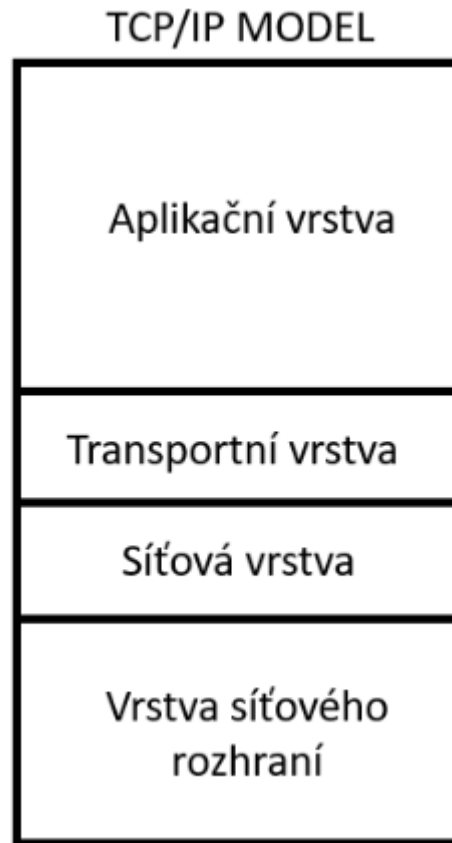 TCP/IP MODEL
Aplikační vrstva
Transportní vrstva
Síťová vrstva
Vrstva síťového
rozhraní